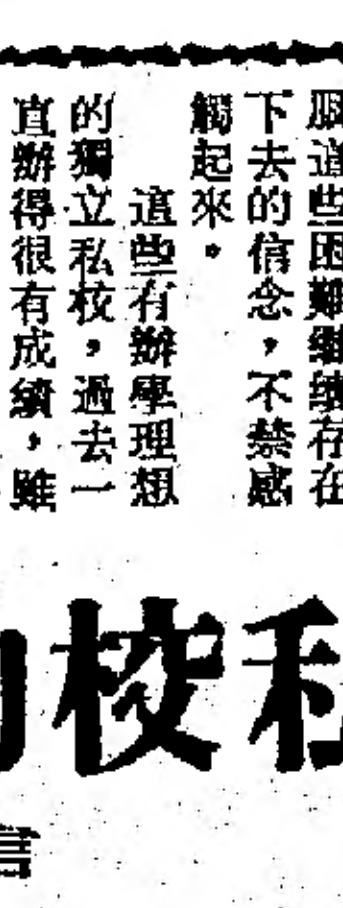 服這些困難繼續存在
下去的信念，不禁感
觸起來。
這些有辦學理想
的獨立私校，過去一
直辦得很有成績，雖
私校
言